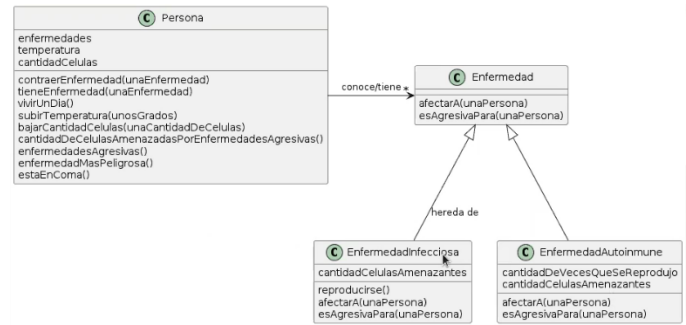 C Persona
enfermedades
temperatura
cantidadCelulas
contraerEnfermedad(unaEnfermedad)
tieneEnfermedad(unaEnfermedad)
vivirUnDia()
subirTemperatura(unosGrados)
bajarCantidadCelulas(unaCantidadDeCelulas)
cantidadDeCelulasAmenazadasPorEnfermedadesAgresivas()
enfermedadesAgresivas()
enfermedadMasPeligrosa()
estaEnComa()
conoce/tiene *
C Enfermedad
afectarA(unaPersona)
esAgresivaPara(unaPersona)
hereda de
C EnfermedadInfecciosa
cantidadCelulasAmenazantes
reproducirse()
afectarA(unaPersona)
esAgresivaPara(unaPersona)
C EnfermedadAutoinmune
cantidadDeVecesQueSeReprodujo
cantidadCelulasAmenazantes
afectarA(unaPersona)
esAgresivaPara(unaPersona)